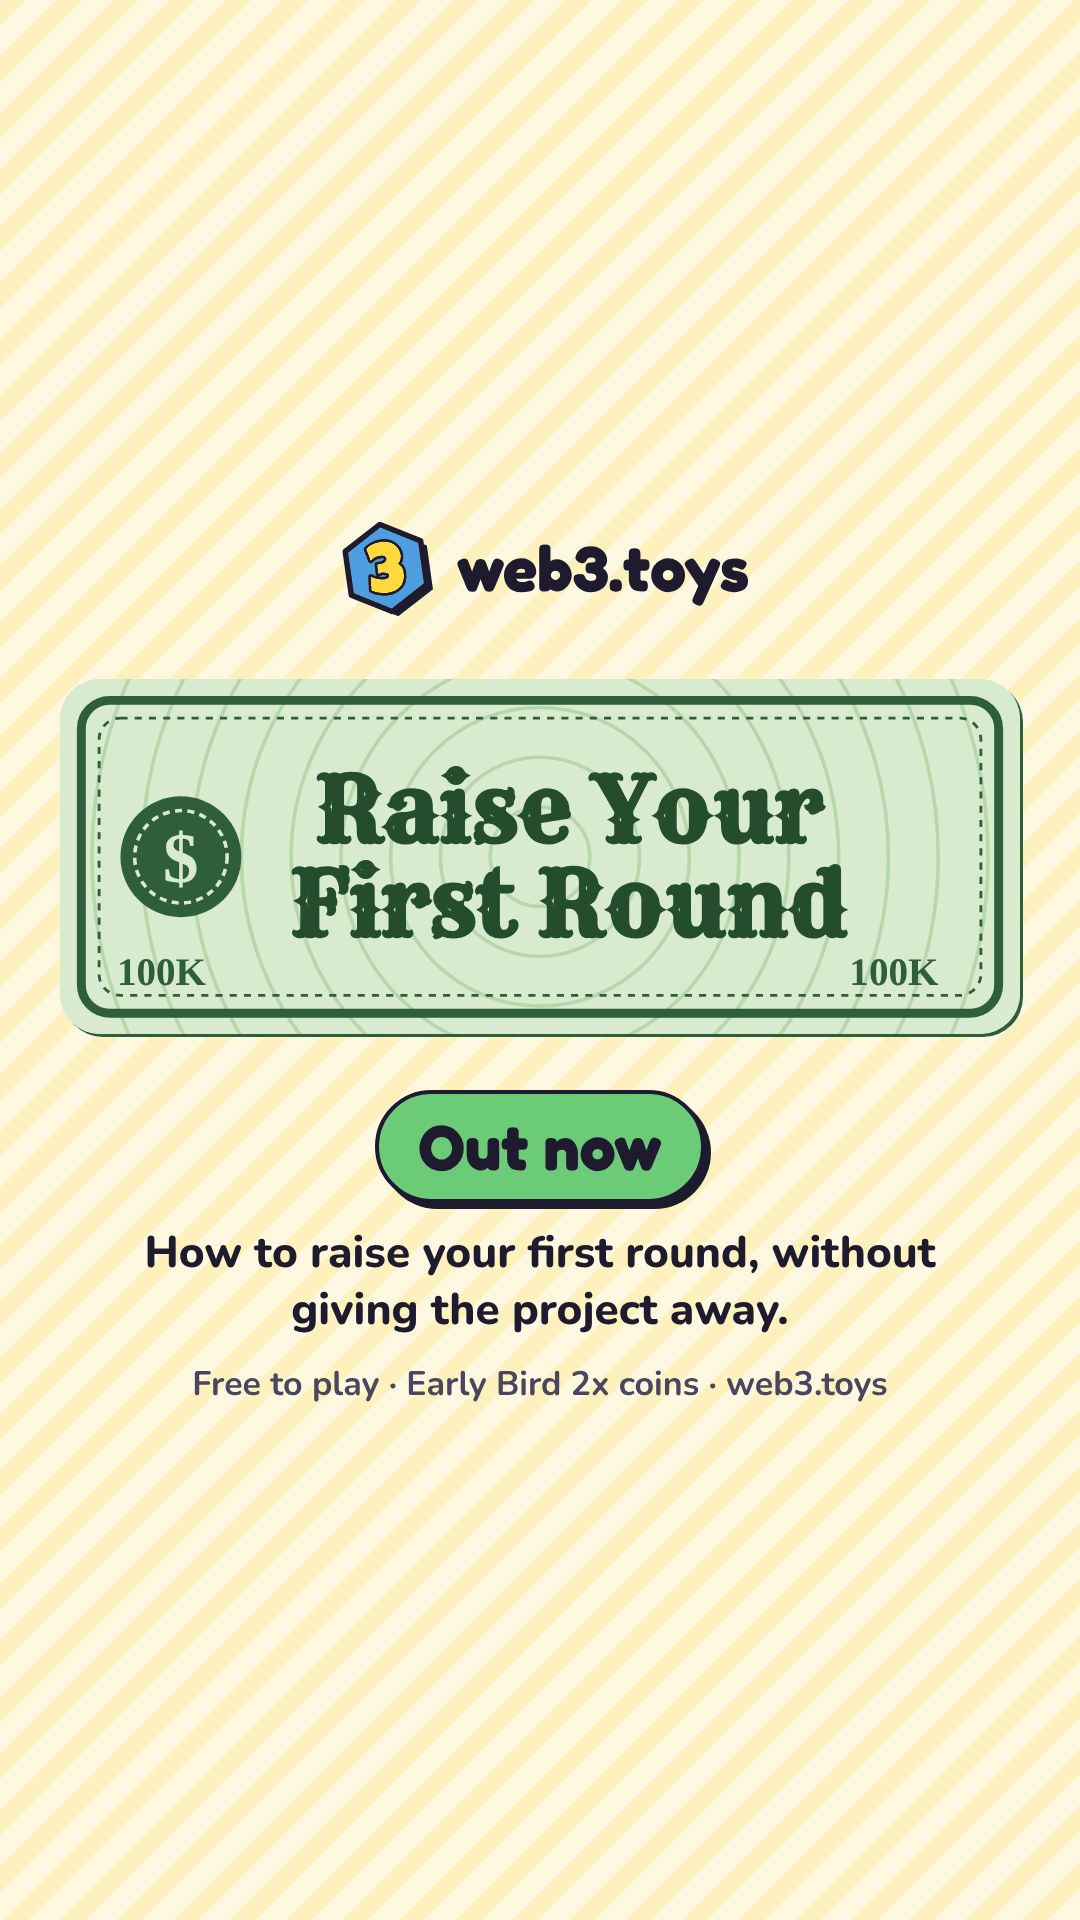 3 web3.toys
Raise Your
$
First Round
100K 100K
Out now
How to raise your first round, without
giving the project away.
Free to play · Early Bird 2x coins · web3.toys